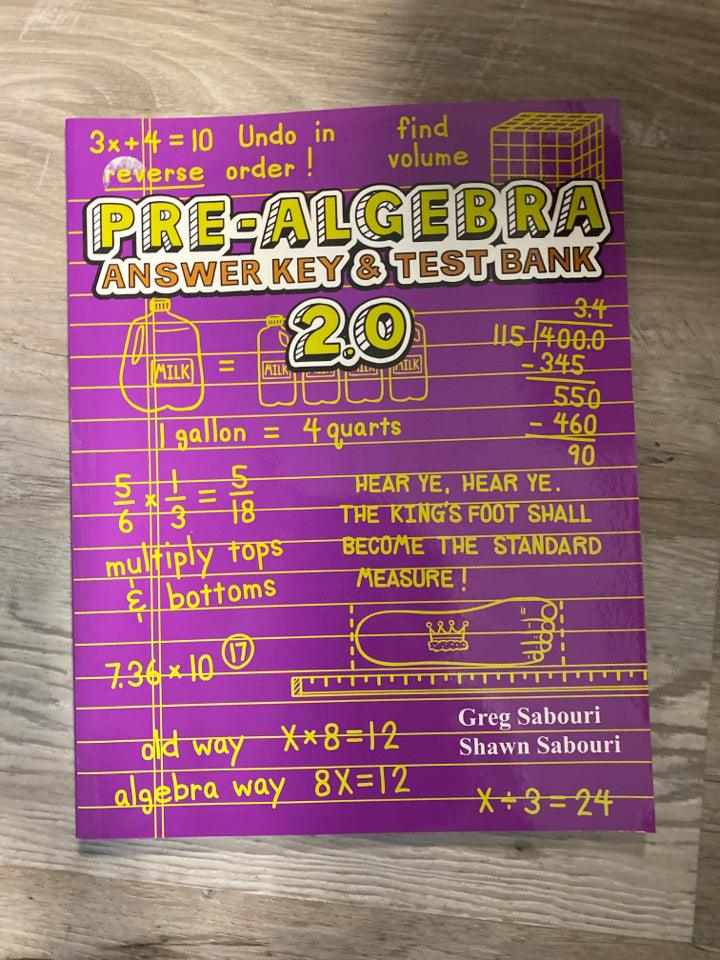 3x+4=10 Undo in
reverse order!
find
volume
PRE-ALGEBRA
ANSWER KEY & TEST BANK
2.0
MILK = MILK MILK MILK MILK
1 gallon = 4 quarts
3.4
115 400.0
-345
550
- 460
90
5/6 x 1/3 = 5/18
multiply tops
& bottoms
HEAR YE, HEAR YE.
THE KING'S FOOT SHALL
BECOME THE STANDARD
MEASURE!
7.36 x 10 17
old way X x 8=12
algebra way 8X=12
Greg Sabouri
Shawn Sabouri
X ÷ 3 = 24